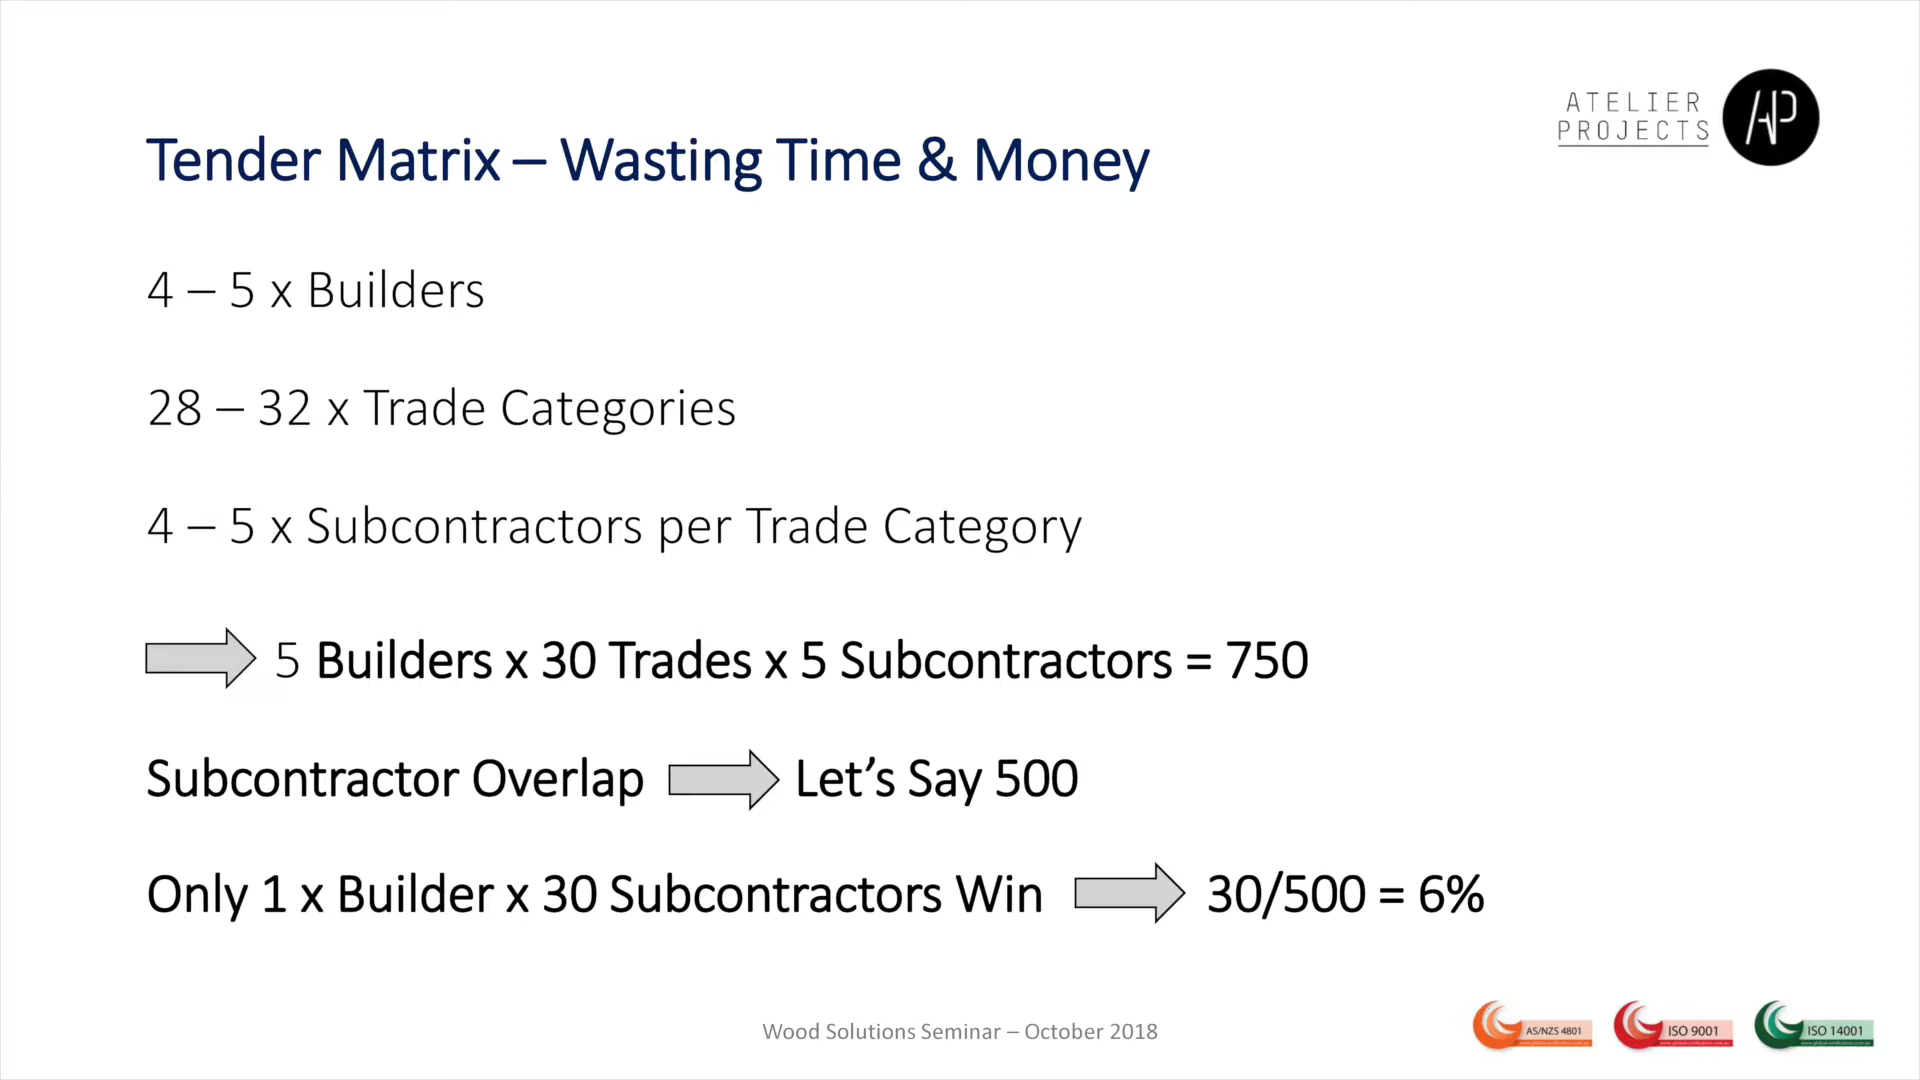 ATELIER
PROJECTS
AP
Tender Matrix – Wasting Time & Money
4 – 5 x Builders
28 – 32 x Trade Categories
4 – 5 x Subcontractors per Trade Category
5 Builders x 30 Trades x 5 Subcontractors = 750
Subcontractor Overlap Let’s Say 500
Only 1 x Builder x 30 Subcontractors Win 30/500 = 6%
Wood Solutions Seminar – October 2018
AS/NZS 4801
ISO 9001
ISO 14001